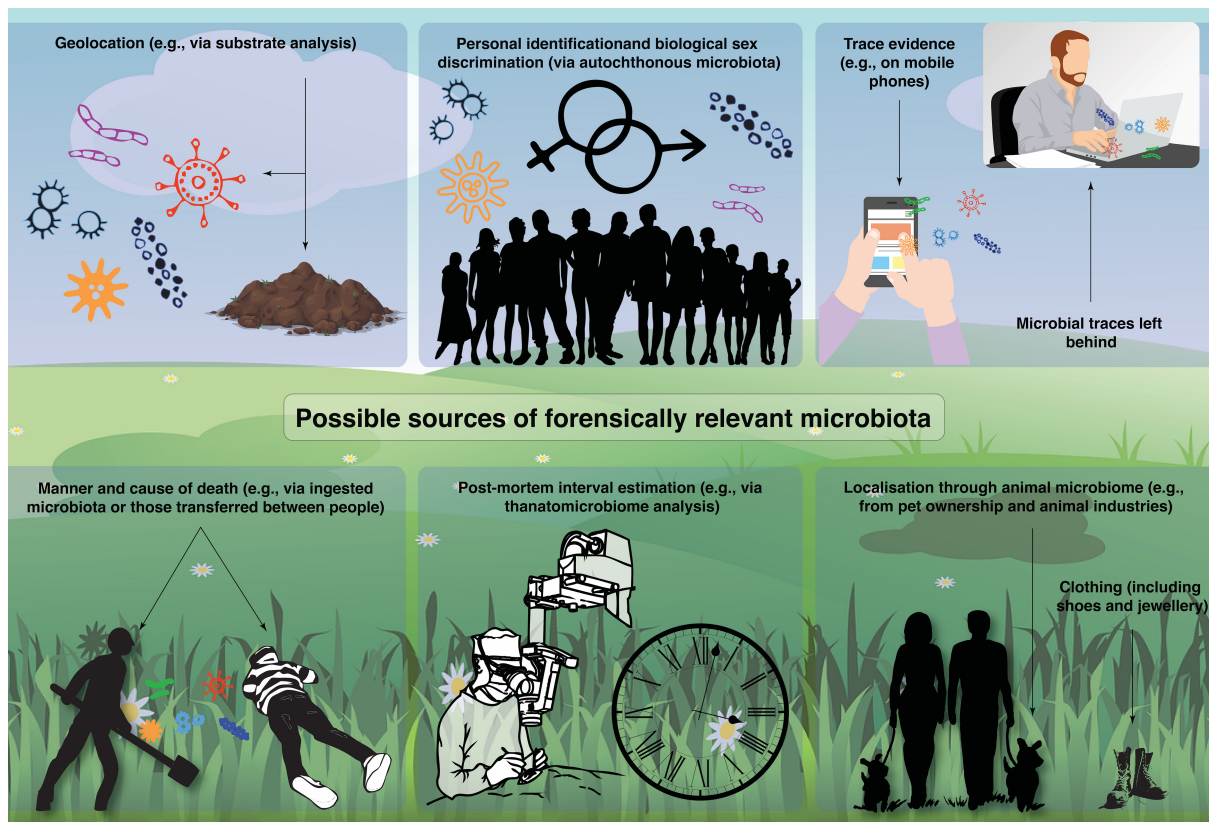 Geolocation (e.g., via substrate analysis)
Personal identificationand biological sex
discrimination (via autochthonous microbiota)
Trace evidence
(e.g., on mobile
phones)
Microbial traces left
behind
Possible sources of forensically relevant microbiota
Manner and cause of death (e.g., via ingested
microbiota or those transferred between people)
Post-mortem interval estimation (e.g., via
thanatomicrobiome analysis)
Localisation through animal microbiome (e.g.,
from pet ownership and animal industries)
Clothing (including
shoes and jewellery)